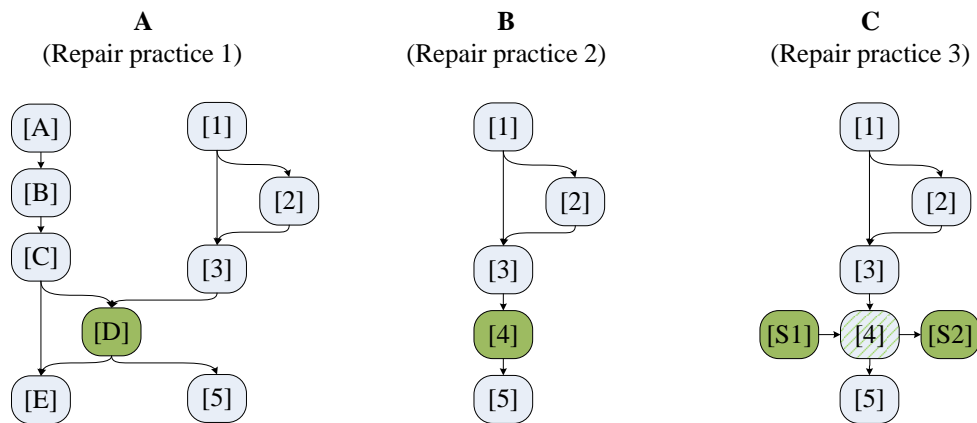 A
(Repair practice 1)
[A]
[1]
[B]
[2]
[C]
[3]
[D]
[E]
[5]
B
(Repair practice 2)
[1]
[2]
[3]
[4]
[5]
C
(Repair practice 3)
[1]
[2]
[3]
[S1]
[4]
[S2]
[5]